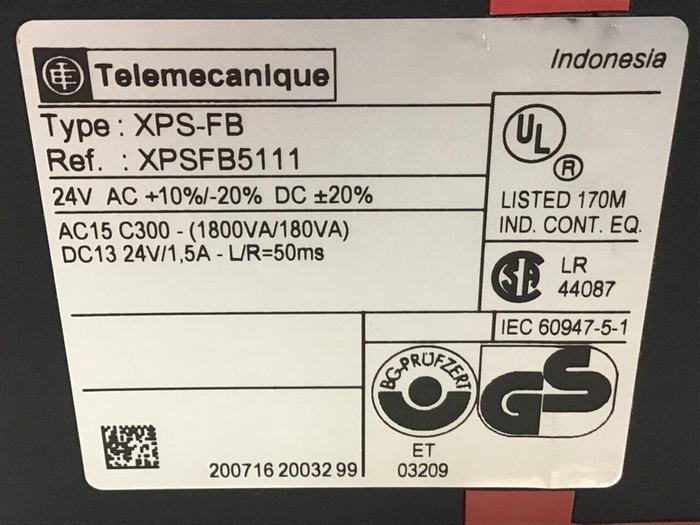 Telemecanique
Indonesia
Type : XPS-FB
Ref. : XPSFB5111
24V AC +10%/-20% DC ±20%
AC15 C300 - (1800VA/180VA)
DC13 24V/1,5A - L/R=50ms
UL
®
LISTED 170M
IND. CONT. EQ.
SA
LR
44087
IEC 60947-5-1
BG-PRÜFZERT
GS
ET
03209
200716 20032 99